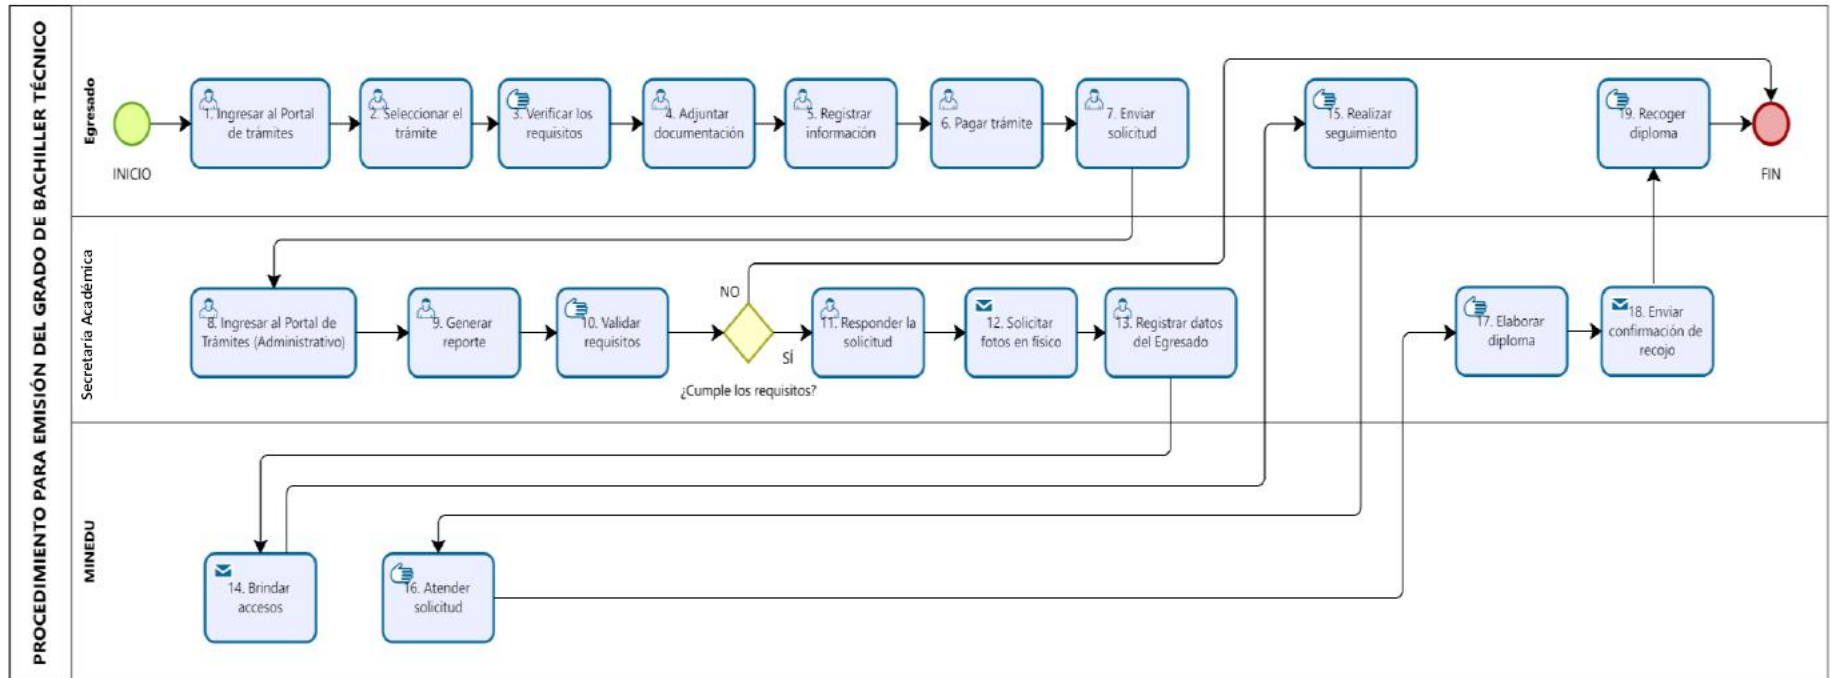 PROCEDIMIENTO PARA EMISIÓN DEL GRADO DE BACHILLER TÉCNICO
Egresado
INICIO
1. Ingresar al Portal
de trámites
2. Seleccionar el
trámite
3. Verificar los
requisitos
4. Adjuntar
documentación
5. Registrar
información
6. Pagar trámite
7. Enviar
solicitud
15. Realizar
seguimiento
19. Recoger
diploma
FIN
Secretaría Académica
8. Ingresar al Portal de
Trámites (Administrativo)
9. Generar
reporte
10. Validar
requisitos
NO
SÍ
¿Cumple los requisitos?
11. Responder la
solicitud
12. Solicitar
fotos en físico
13. Registrar datos
del Egresado
17. Elaborar
diploma
18. Enviar
confirmación de
recojo
MINEDU
14. Brindar
accesos
16. Atender
solicitud